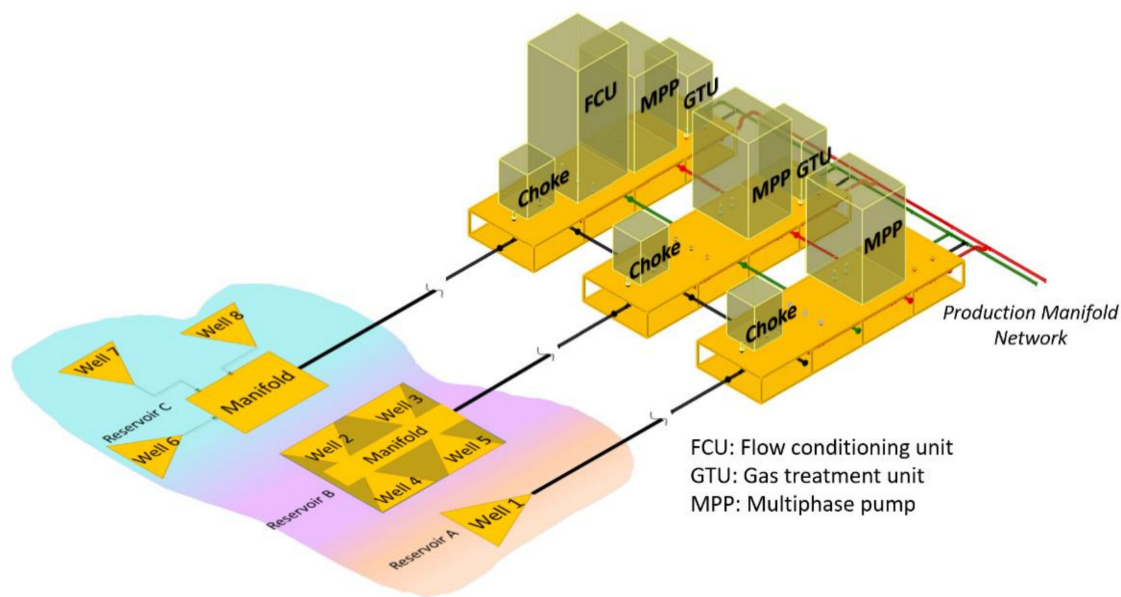 FCU
MPP
GTU
Choke
MPP
GTU
Choke
MPP
Choke
Production Manifold
Network
Well 8
Well 7
Manifold
Reservoir C
Well 6
Well 3
Well 2
Manifold
Well 5
Well 4
Reservoir B
Well 1
Reservoir A
FCU: Flow conditioning unit
GTU: Gas treatment unit
MPP: Multiphase pump